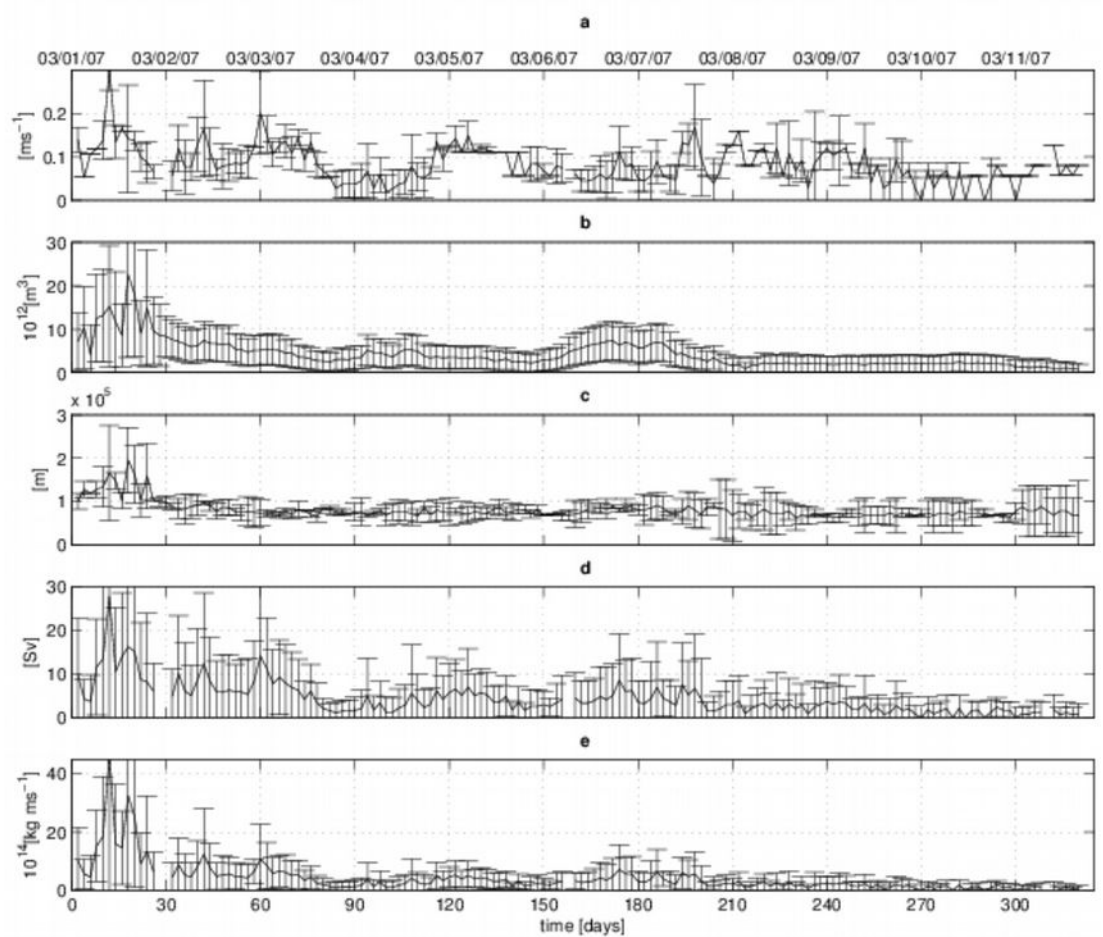 a
03/01/07 03/02/07 03/03/07 03/04/07 03/05/07 03/06/07 03/07/07 03/08/07 03/09/07 03/10/07 03/11/07
0.2
0.1
0
[ms⁻¹]
b
30
20
10
0
10¹²[m³]
x 10⁵
c
3
2
1
0
[m]
d
30
20
10
0
[Sv]
e
40
20
0
10¹⁴[kg ms⁻¹]
0 30 60 90 120 150 180 210 240 270 300
time [days]